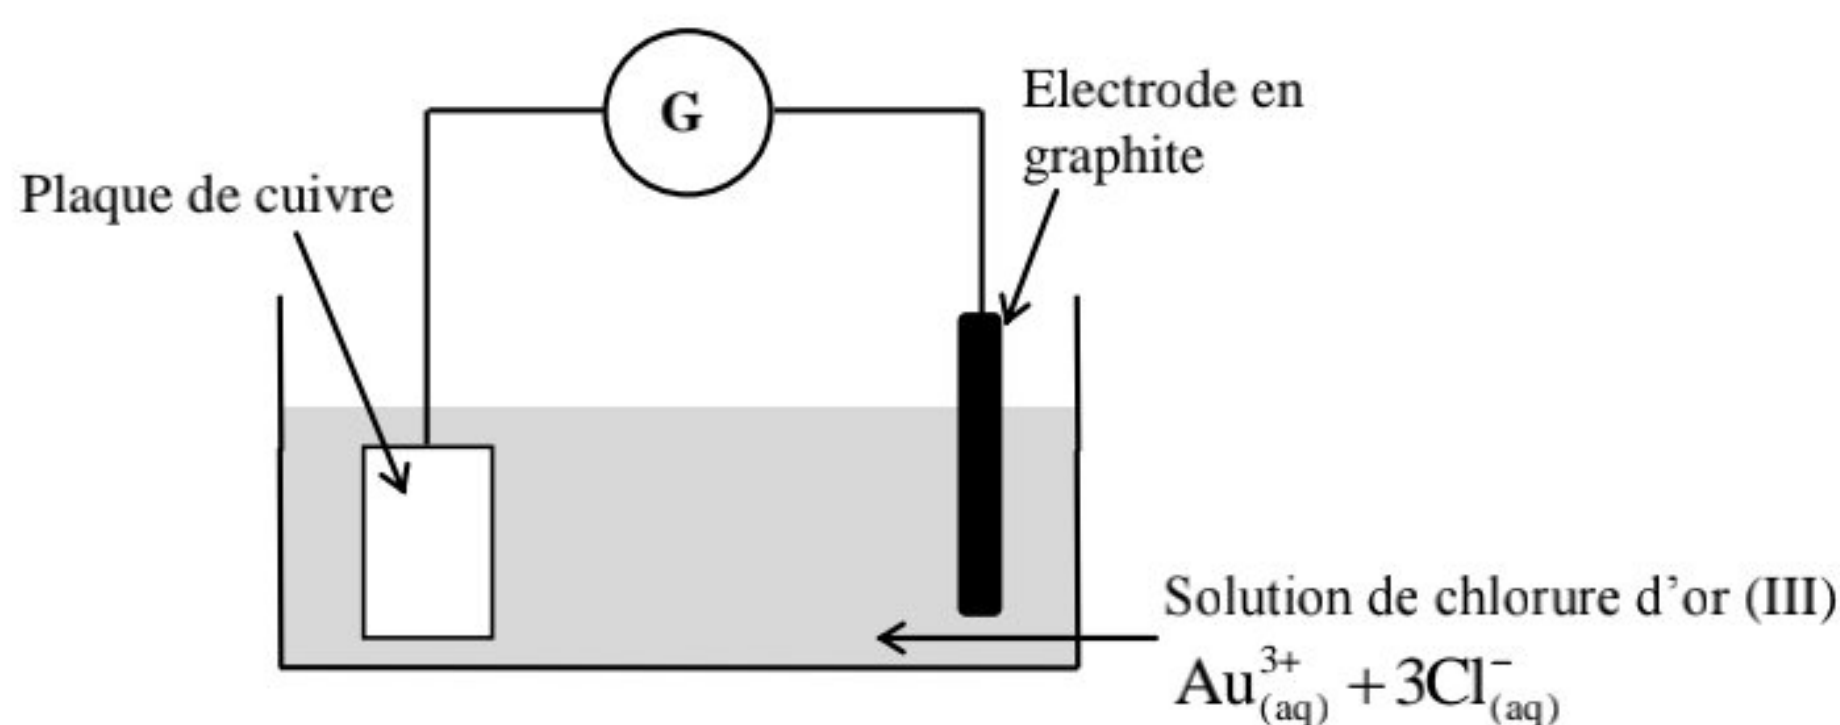 G
Electrode en
graphite
Plaque de cuivre
Solution de chlorure d’or (III)
Au³⁺₍aq₎ + 3Cl⁻₍aq₎